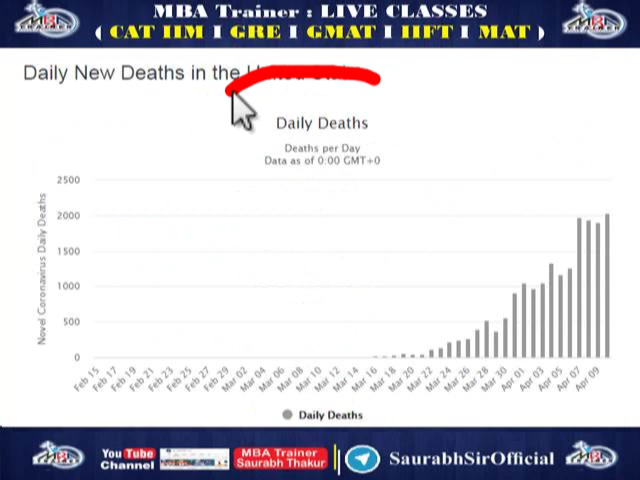 MBA Trainer : LIVE CLASSES
( CAT IIM I GRE I GMAT I IIFT I MAT )
Daily New Deaths in the
Daily Deaths
Deaths per Day
Data as of 0:00 GMT+0
Novel Coronavirus Daily Deaths
2500
2000
1500
1000
500
0
Feb 15 Feb 17 Feb 19 Feb 21 Feb 23 Feb 25 Feb 27 Feb 29 Mar 02 Mar 04 Mar 06 Mar 08 Mar 10 Mar 12 Mar 14 Mar 16 Mar 18 Mar 20 Mar 22 Mar 24 Mar 26 Mar 28 Mar 30 Apr 01 Apr 03 Apr 05 Apr 07 Apr 09
Daily Deaths
You Tube
Channel
MBA Trainer
Saurabh Thakur
SaurabhSirOfficial